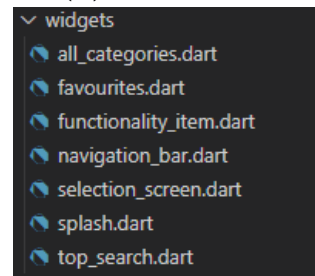 widgets
all_categories.dart
favourites.dart
functionality_item.dart
navigation_bar.dart
selection_screen.dart
splash.dart
top_search.dart